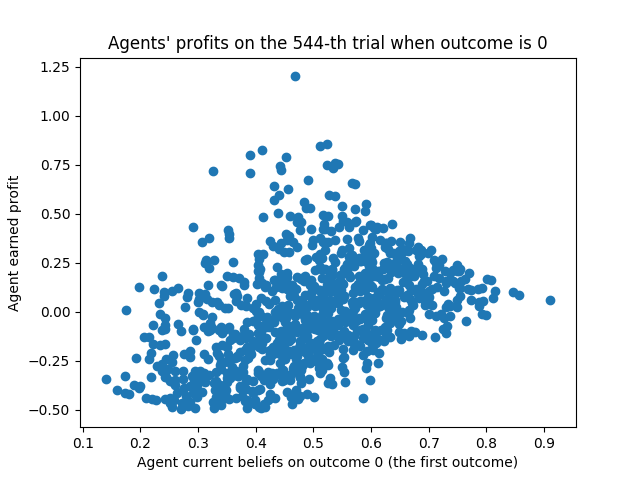 Agents' profits on the 544-th trial when outcome is 0
1.25
1.00
0.75
0.50
0.25
0.00
−0.25
−0.50
Agent earned profit
0.1 0.2 0.3 0.4 0.5 0.6 0.7 0.8 0.9
Agent current beliefs on outcome 0 (the first outcome)